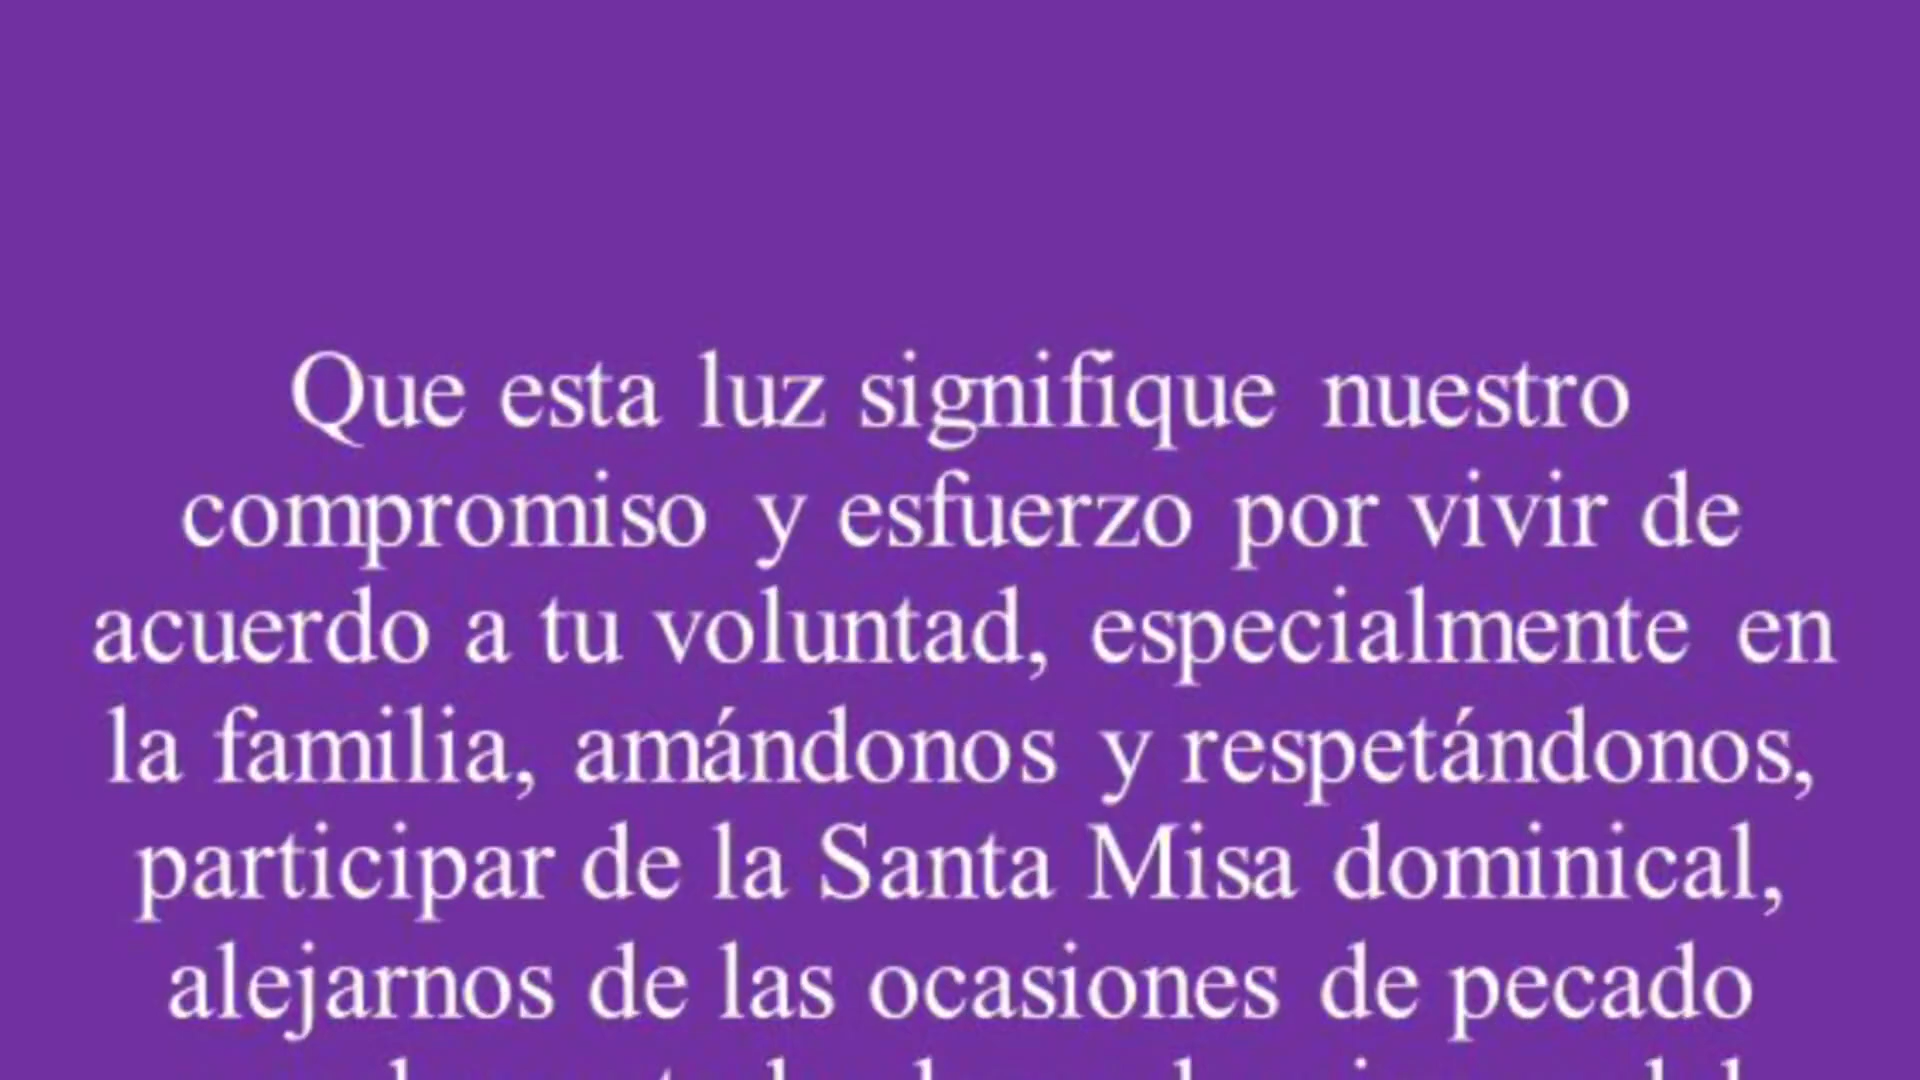 Que esta luz signifique nuestro
compromiso y esfuerzo por vivir de
acuerdo a tu voluntad, especialmente en
la familia, amándonos y respetándonos,
participar de la Santa Misa dominical,
alejarnos de las ocasiones de pecado